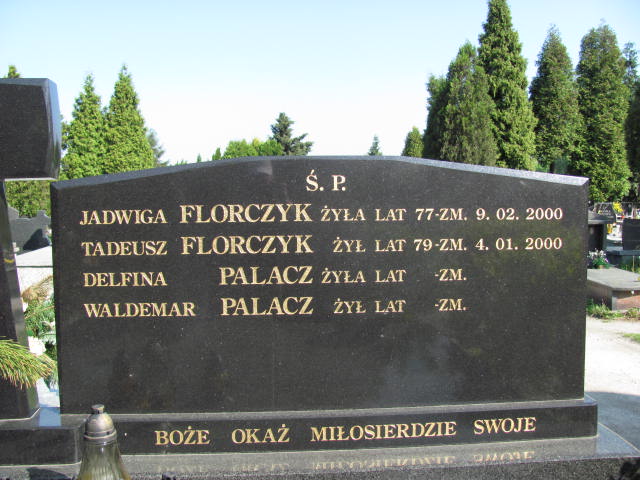 Ś. P.
JADWIGA FLORCZYK ŻYŁA LAT 77-ZM. 9. 02. 2000
TADEUSZ FLORCZYK ŻYŁ LAT 79-ZM. 4. 01. 2000
DELFINA PALACZ ŻYŁA LAT -ZM.
WALDEMAR PALACZ ŻYŁ LAT -ZM.
BOŻE OKAŻ MIŁOSIERDZIE SWOJE